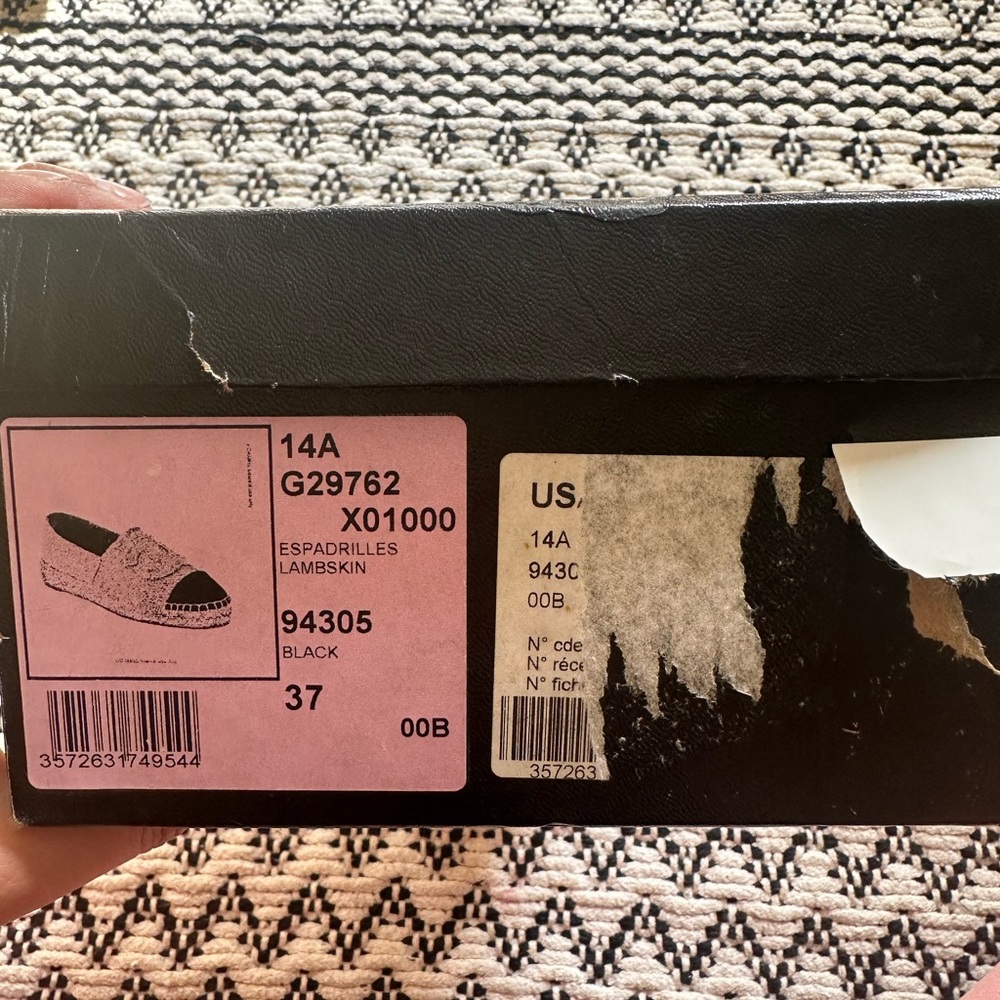 14A
G29762
X01000
ESPADRILLES
LAMBSKIN
94305
BLACK
37
00B
3572631749544
US
14A
9430
00B
N° cde
N° réce
N° fich
357263